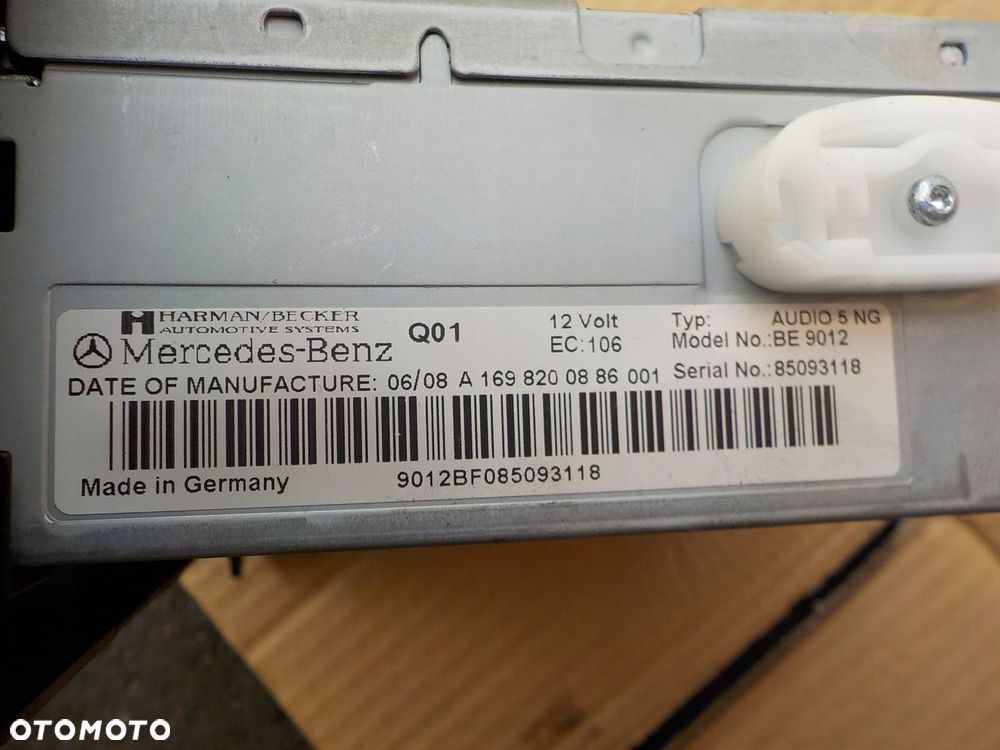 HARMAN/BECKER
AUTOMOTIVE SYSTEMS
Mercedes-Benz
Q01
12 Volt
EC:106
Typ: AUDIO 5 NG
Model No.:BE 9012
Serial No.:85093118
DATE OF MANUFACTURE: 06/08 A 169 820 08 86 001
Made in Germany
9012BF085093118
OTOMOTO